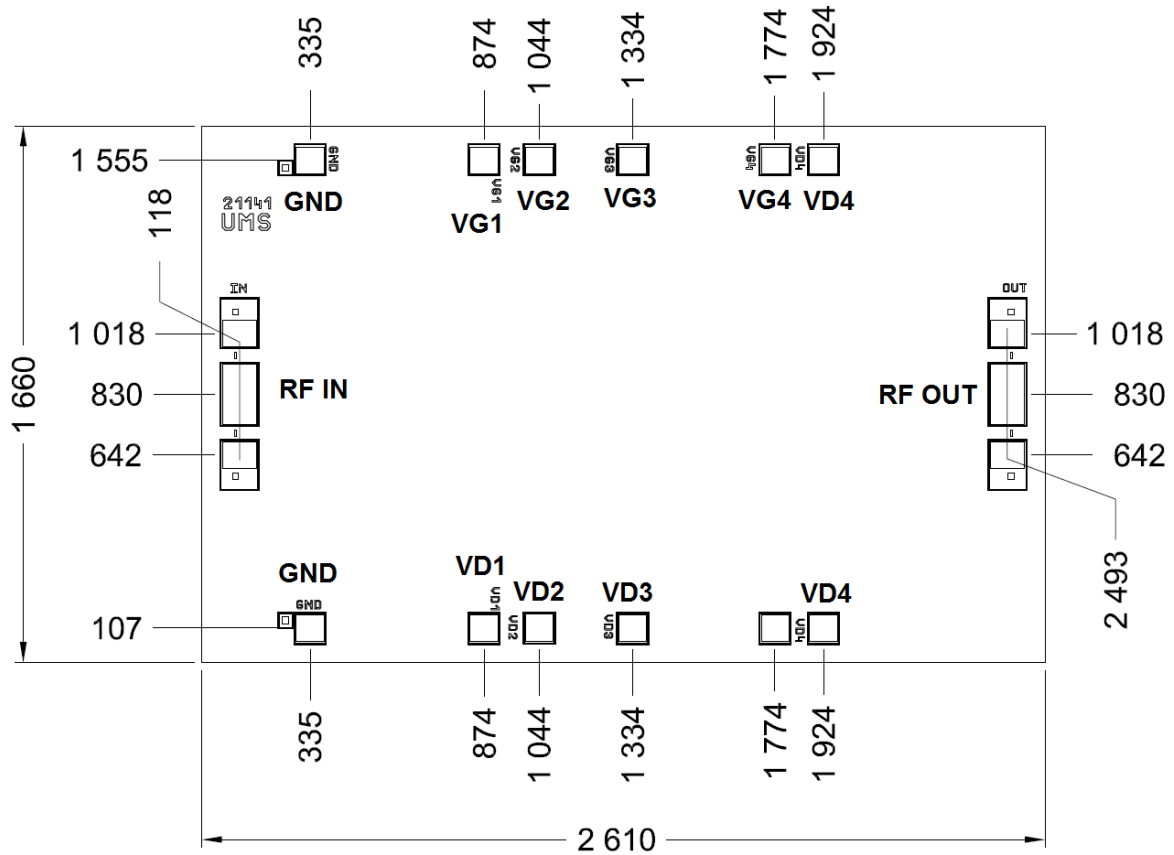 335
874
1 044
1 334
1 774
1 924
1 555
GND
VG2
VG3
VG4
VD4
VG1
GND
VG1
VG2
VG3
VG4
VD4
21141
UMS
118
IN
OUT
1 018
1 018
1 660
830
RF IN
RF OUT
830
642
642
2 493
GND
VD1
VD2
VD3
VD4
GND
VD1
VD2
VD3
VD4
107
335
874
1 044
1 334
1 774
1 924
2 610